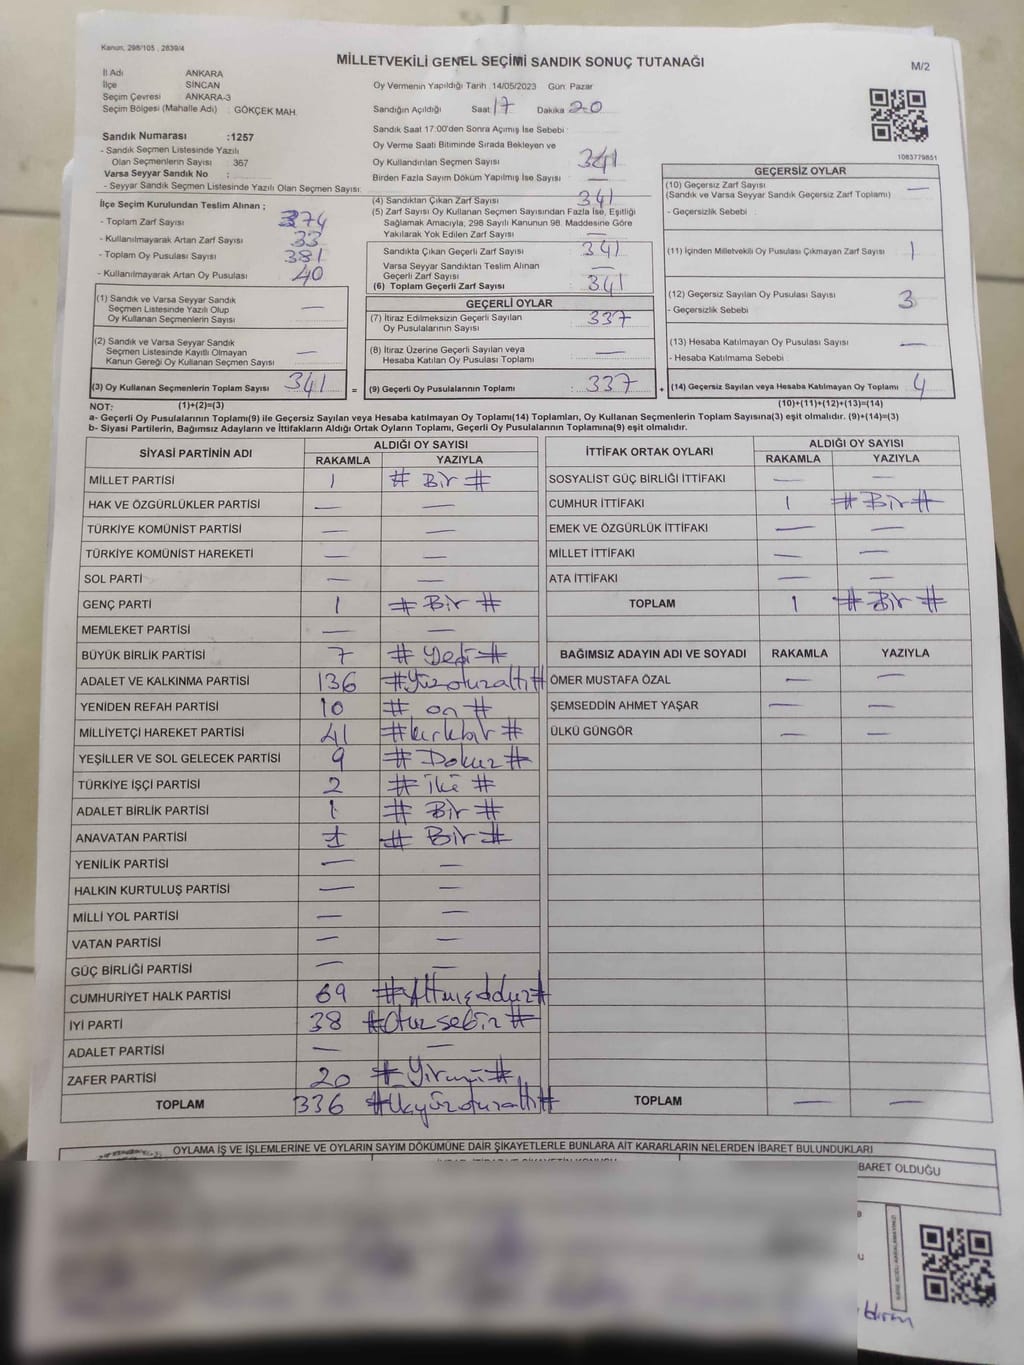 Kanun, 298/105 , 2839/4
MİLLETVEKİLİ GENEL SEÇİMİ SANDIK SONUÇ TUTANAĞI
M/2
İl Adı ANKARA
İlçe SİNCAN
Seçim Çevresi ANKARA-3
Seçim Bölgesi (Mahalle Adı) : GÖKÇEK MAH.
Sandık Numarası :1257
- Sandık Seçmen Listesinde Yazılı
Olan Seçmenlerin Sayısı : 367
Varsa Seyyar Sandık No :
- Seyyar Sandık Seçmen Listesinde Yazılı Olan Seçmen Sayısı:
Oy Vermenin Yapıldığı Tarih :14/05/2023 Gün: Pazar
Sandığın Açıldığı Saat 17 Dakika 20
Sandık Saat 17:00'den Sonra Açımış İse Sebebi :
Oy Verme Saati Bitiminde Sırada Bekleyen ve
Oy Kullandırılan Seçmen Sayısı : 341
Birden Fazla Sayım Döküm Yapılmış İse Sayısı : —
1083779851
İlçe Seçim Kurulundan Teslim Alınan ;
- Toplam Zarf Sayısı : 374
- Kullanılmayarak Artan Zarf Sayısı : 33
- Toplam Oy Pusulası Sayısı : 381
- Kullanılmayarak Artan Oy Pusulası : 40
(1) Sandık ve Varsa Seyyar Sandık
Seçmen Listesinde Yazılı Olup
Oy Kullanan Seçmenlerin Sayısı : —
(2) Sandık ve Varsa Seyyar Sandık
Seçmen Listesinde Kayıtlı Olmayan
Kanun Gereği Oy Kullanan Seçmen Sayısı : —
(3) Oy Kullanan Seçmenlerin Toplam Sayısı : 341 =
(1)+(2)=(3)
(4) Sandıktan Çıkan Zarf Sayısı : 341
(5) Zarf Sayısı Oy Kullanan Seçmen Sayısından Fazla İse, Eşitliği
Sağlamak Amacıyla, 298 Sayılı Kanunun 98. Maddesine Göre
Yakılarak Yok Edilen Zarf Sayısı : —
Sandıkta Çıkan Geçerli Zarf Sayısı : 341
Varsa Seyyar Sandıktan Teslim Alınan
Geçerli Zarf Sayısı : —
(6) Toplam Geçerli Zarf Sayısı : 341
GEÇERLİ OYLAR
(7) İtiraz Edilmeksizin Geçerli Sayılan
Oy Pusulalarının Sayısı : 337
(8) İtiraz Üzerine Geçerli Sayılan veya
Hesaba Katılan Oy Pusulası Toplamı : —
(9) Geçerli Oy Pusulalarının Toplamı : 337 +
GEÇERSİZ OYLAR
(10) Geçersiz Zarf Sayısı
(Sandık ve Varsa Seyyar Sandık Geçersiz Zarf Toplamı) : —
- Geçersizlik Sebebi :
(11) İçinden Milletvekili Oy Pusulası Çıkmayan Zarf Sayısı : 1
(12) Geçersiz Sayılan Oy Pusulası Sayısı : 3
- Geçersizlik Sebebi :
(13) Hesaba Katılmayan Oy Pusulası Sayısı : —
- Hesaba Katılmama Sebebi :
(14) Geçersiz Sayılan veya Hesaba Katılmayan Oy Toplamı : 4
(10)+(11)+(12)+(13)=(14)
NOT:
a- Geçerli Oy Pusulalarının Toplamı(9) ile Geçersiz Sayılan veya Hesaba katılmayan Oy Toplamı(14) Toplamları, Oy Kullanan Seçmenlerin Toplam Sayısına(3) eşit olmalıdır. (9)+(14)=(3)
b- Siyasi Partilerin, Bağımsız Adayların ve İttifakların Aldığı Ortak Oyların Toplamı, Geçerli Oy Pusulalarının Toplamına(9) eşit olmalıdır.
SİYASİ PARTİNİN ADI ALDIĞI OY SAYISI
RAKAMLA YAZIYLA
MİLLET PARTİSİ 1 # Bir #
HAK VE ÖZGÜRLÜKLER PARTİSİ — —
TÜRKİYE KOMÜNİST PARTİSİ — —
TÜRKİYE KOMÜNİST HAREKETİ — —
SOL PARTİ — —
GENÇ PARTİ 1 # Bir #
MEMLEKET PARTİSİ — —
BÜYÜK BİRLİK PARTİSİ 7 # Yedi #
ADALET VE KALKINMA PARTİSİ 136 # Yüzotuzaltı #
YENİDEN REFAH PARTİSİ 10 # on #
MİLLİYETÇİ HAREKET PARTİSİ 41 # kırkbir #
YEŞİLLER VE SOL GELECEK PARTİSİ 9 # Dokuz #
TÜRKİYE İŞÇİ PARTİSİ 2 # iki #
ADALET BİRLİK PARTİSİ 1 # Bir #
ANAVATAN PARTİSİ 1 # Bir #
YENİLİK PARTİSİ — —
HALKIN KURTULUŞ PARTİSİ — —
MİLLİ YOL PARTİSİ — —
VATAN PARTİSİ — —
GÜÇ BİRLİĞİ PARTİSİ — —
CUMHURİYET HALK PARTİSİ 69 # Altmışdokuz #
İYİ PARTİ 38 # Otuzsekiz #
ADALET PARTİSİ — —
ZAFER PARTİSİ 20 # Yirmi #
TOPLAM 336 # Üçyüzotuzaltı #
İTTİFAK ORTAK OYLARI ALDIĞI OY SAYISI
RAKAMLA YAZIYLA
SOSYALİST GÜÇ BİRLİĞİ İTTİFAKI — —
CUMHUR İTTİFAKI 1 # Bir #
EMEK VE ÖZGÜRLÜK İTTİFAKI — —
MİLLET İTTİFAKI — —
ATA İTTİFAKI — —
TOPLAM 1 # Bir #
BAĞIMSIZ ADAYIN ADI VE SOYADI RAKAMLA YAZIYLA
ÖMER MUSTAFA ÖZAL — —
ŞEMSEDDİN AHMET YAŞAR — —
ÜLKÜ GÜNGÖR — —
TOPLAM — —
OYLAMA İŞ VE İŞLEMLERİNE VE OYLARIN SAYIM DÖKÜMÜNE DAİR ŞİKAYETLERLE BUNLARA AİT KARARLARIN NELERDEN İBARET BULUNDUKLARI
BARET OLDUĞU